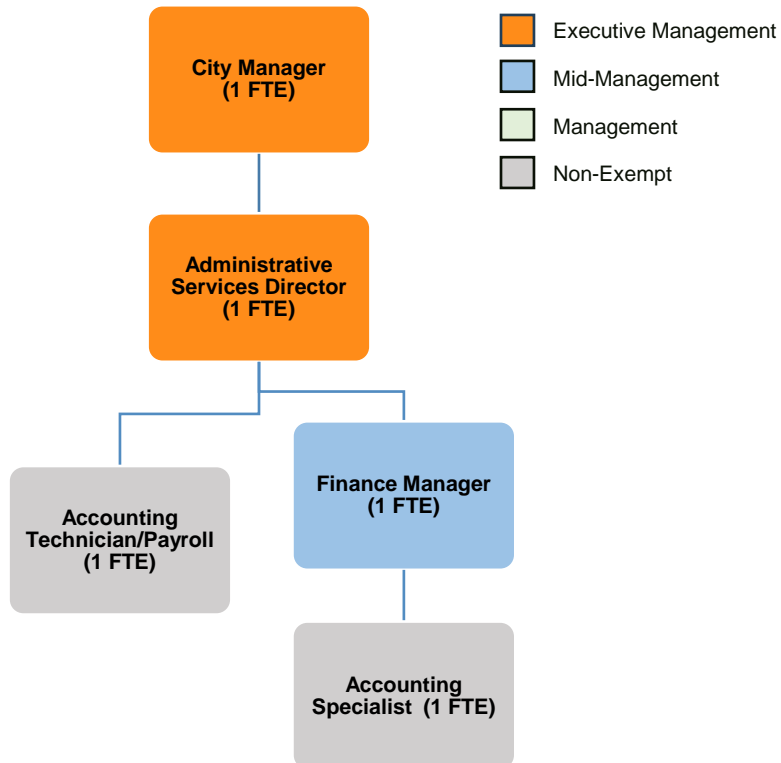 City Manager
(1 FTE)
Executive Management
Mid-Management
Management
Non-Exempt
Administrative
Services Director
(1 FTE)
Accounting
Technician/Payroll
(1 FTE)
Finance Manager
(1 FTE)
Accounting
Specialist (1 FTE)